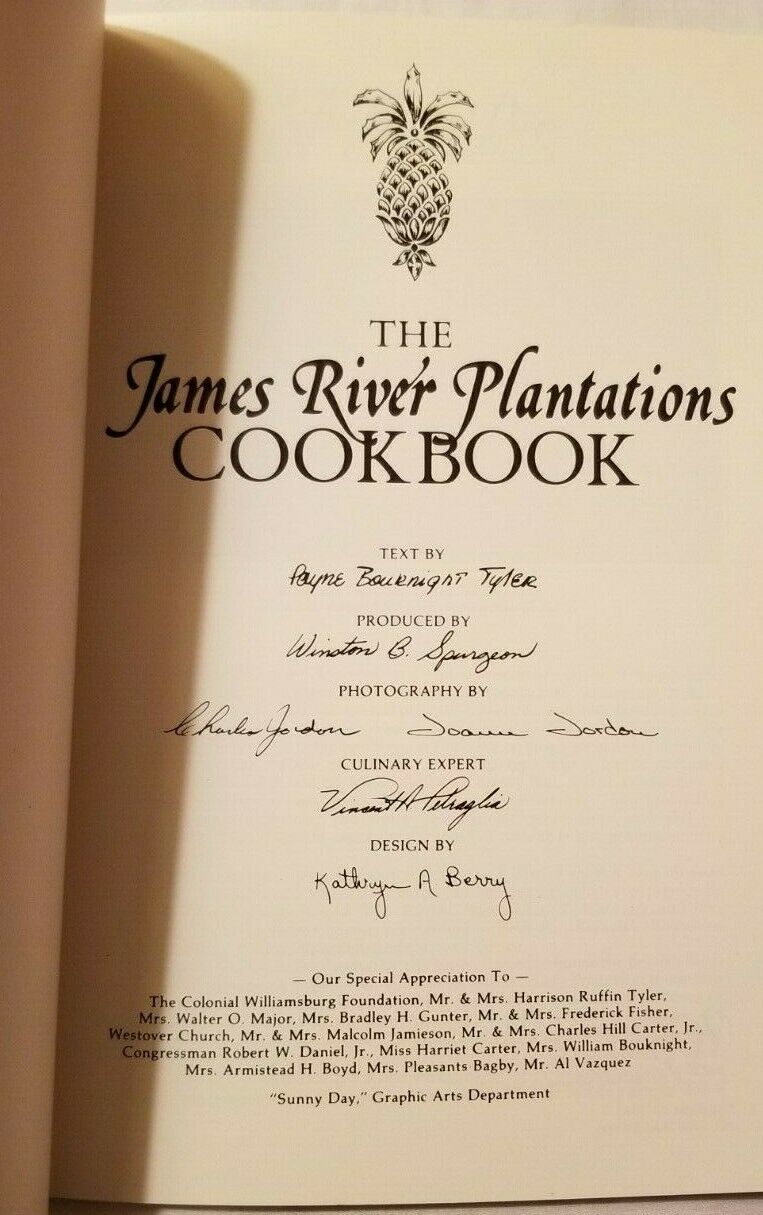 THE
James River Plantations
COOKBOOK
TEXT BY
Payne Bouknight Tyler
PRODUCED BY
Winston B. Spurgeon
PHOTOGRAPHY BY
Charles Jordon Joanne Jordon
CULINARY EXPERT
Vincent A Petraglia
DESIGN BY
Kathryn A Berry
— Our Special Appreciation To —
The Colonial Williamsburg Foundation, Mr. & Mrs. Harrison Ruffin Tyler,
Mrs. Walter O. Major, Mrs. Bradley H. Gunter, Mr. & Mrs. Frederick Fisher,
Westover Church, Mr. & Mrs. Malcolm Jamieson, Mr. & Mrs. Charles Hill Carter, Jr.,
Congressman Robert W. Daniel, Jr., Miss Harriet Carter, Mrs. William Bouknight,
Mrs. Armistead H. Boyd, Mrs. Pleasants Bagby, Mr. Al Vazquez
"Sunny Day," Graphic Arts Department